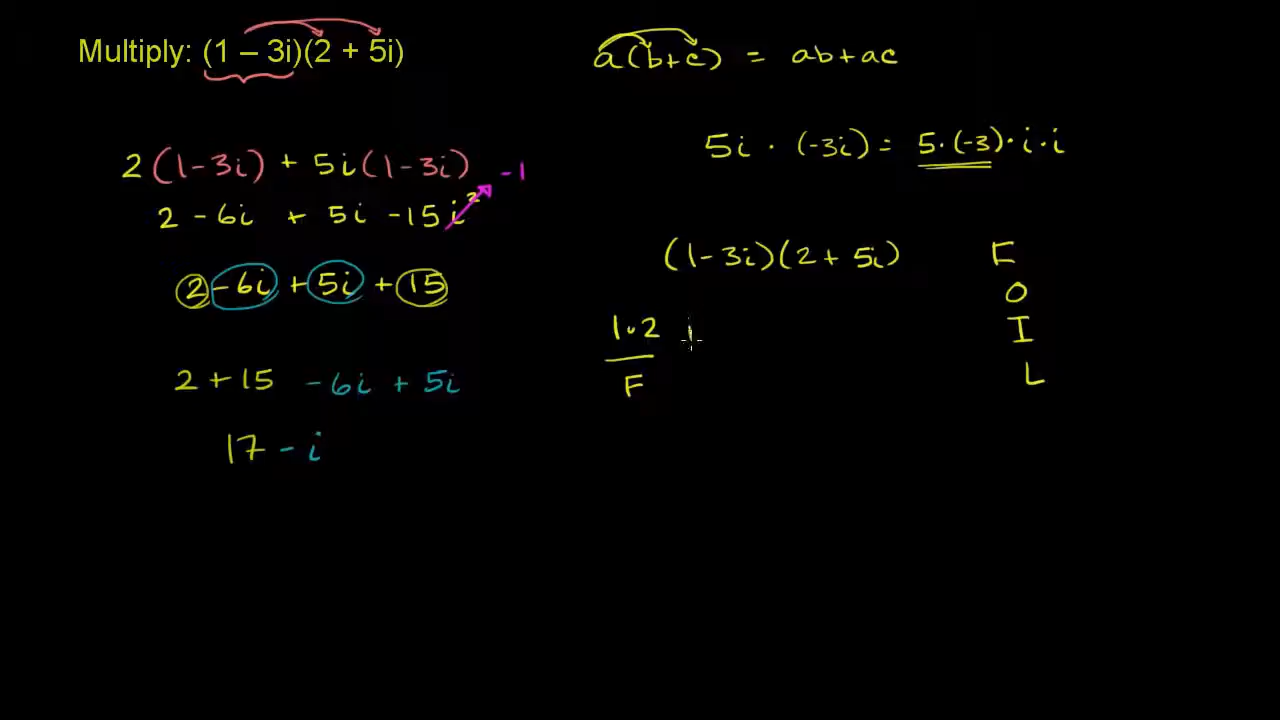 Multiply: (1 – 3i)(2 + 5i)
2(1-3i) + 5i(1-3i) -1
2 - 6i + 5i -15i²
2 -6i + 5i + 15
2 + 15 - 6i + 5i
17 - i
a(b+c) = ab+ac
5i · (-3i) = 5·(-3)·i·i
(1-3i)(2+5i)
1·2
F
F
O
I
L